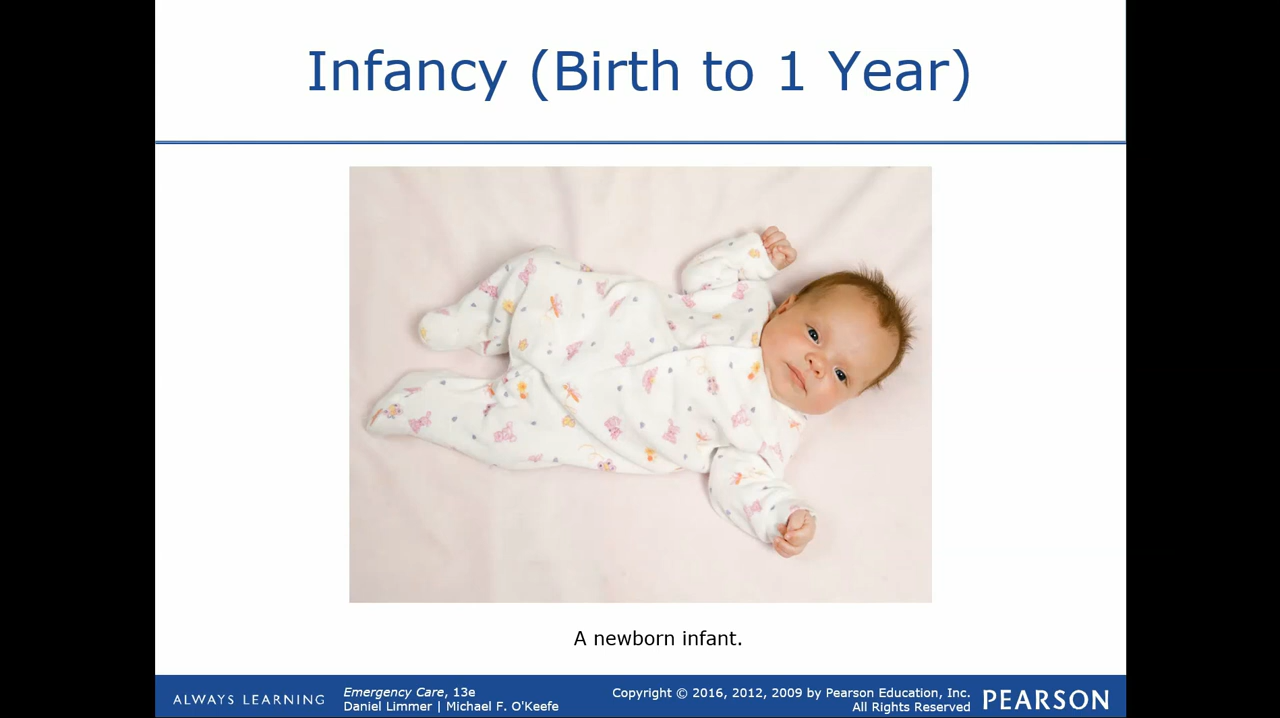 Infancy (Birth to 1 Year)
A newborn infant.
ALWAYS LEARNING
Emergency Care, 13e
Daniel Limmer | Michael F. O'Keefe
Copyright © 2016, 2012, 2009 by Pearson Education, Inc.
All Rights Reserved
PEARSON